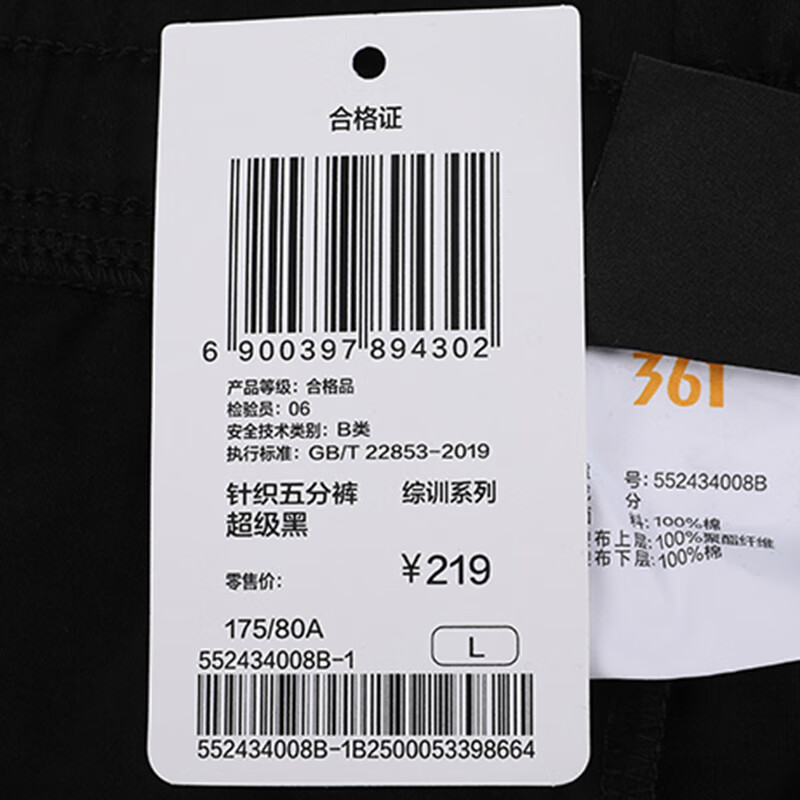 合格证
6 900397 894302
产品等级：合格品
检验员：06
安全技术类别：B类
执行标准：GB/T 22853-2019
针织五分裤 综训系列
超级黑
零售价： ¥219
175/80A
552434008B-1 L
552434008B-1B2500053398664
361
号：552434008B
分
料：100%棉
布上层：100%聚酯纤维
布下层：100%棉